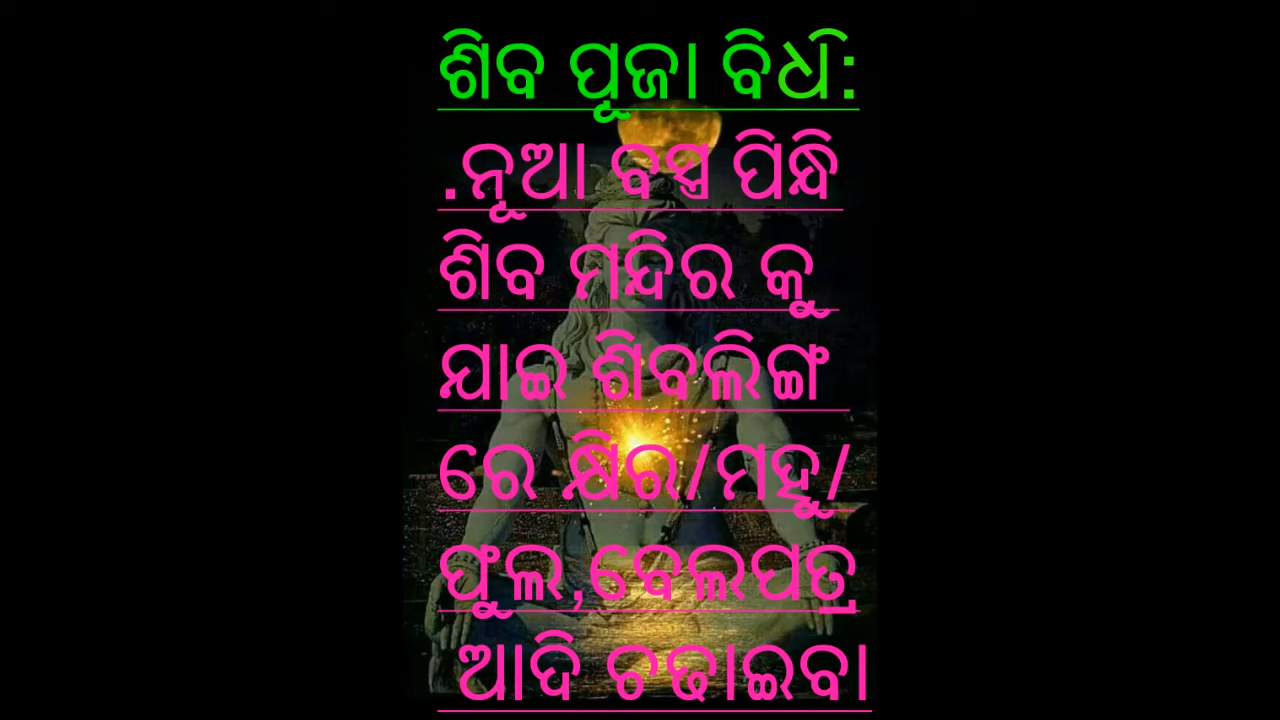 ଶିବ ପୂଜା ବିଧି:
.ନୂଆ ବସ୍ତ୍ର ପିନ୍ଧି
ଶିବ ମନ୍ଦିର କୁ
ଯାଇ ଶିବଲିଙ୍ଗ
ରେ କ୍ଷିର/ମହୁ/
ଫୁଲ,ବେଲପତ୍ର
ଆଦି ଚଢାଇବା